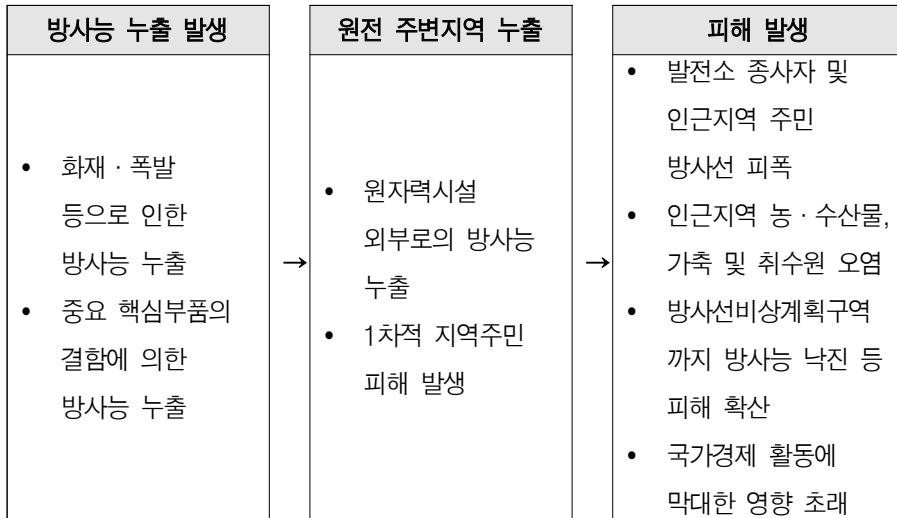 방사능 누출 발생
• 화재 · 폭발
등으로 인한
방사능 누출
• 중요 핵심부품의
결함에 의한
방사능 누출
→
원전 주변지역 누출
• 원자력시설
외부로의 방사능
누출
• 1차적 지역주민
피해 발생
→
피해 발생
• 발전소 종사자 및
인근지역 주민
방사선 피폭
• 인근지역 농 · 수산물,
가축 및 취수원 오염
• 방사선비상계획구역
까지 방사능 낙진 등
피해 확산
• 국가경제 활동에
막대한 영향 초래